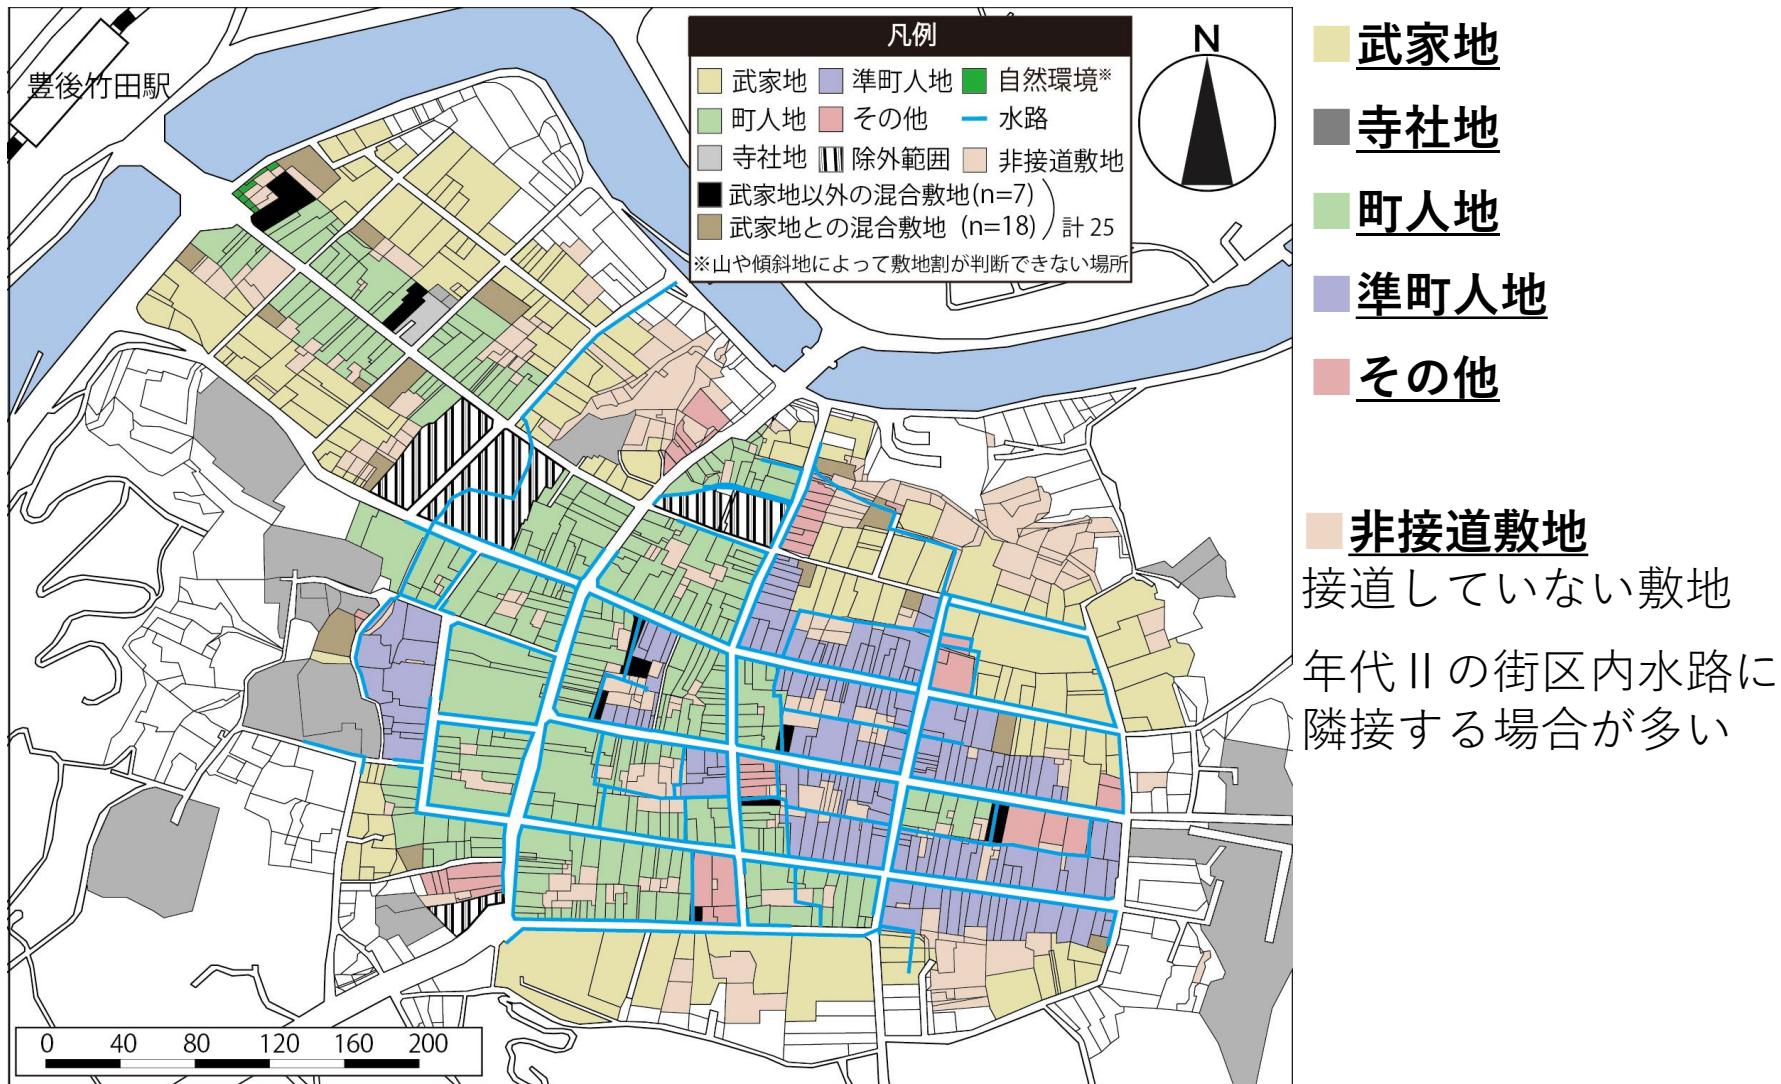 豊後竹田駅
凡例
武家地 準町人地 自然環境※
町人地 その他 水路
寺社地 除外範囲 非接道敷地
武家地以外の混合敷地(n=7)
武家地との混合敷地 (n=18) 計 25
※山や傾斜地によって敷地割が判断できない場所
N
0 40 80 120 160 200
武家地
寺社地
町人地
準町人地
その他
非接道敷地
接道していない敷地
年代Ⅱの街区内水路に
隣接する場合が多い